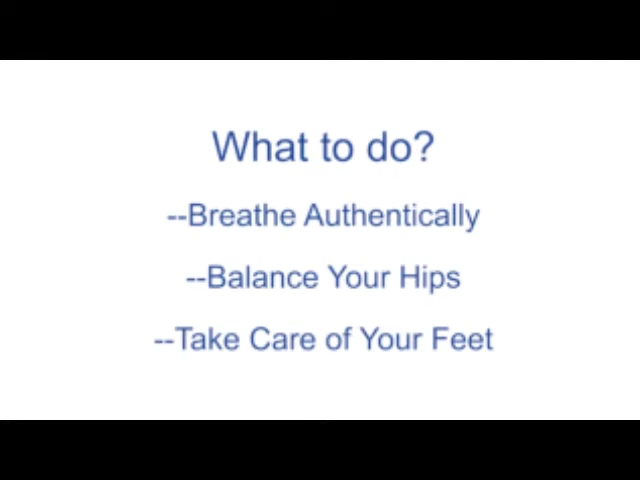 What to do?
--Breathe Authentically
--Balance Your Hips
--Take Care of Your Feet